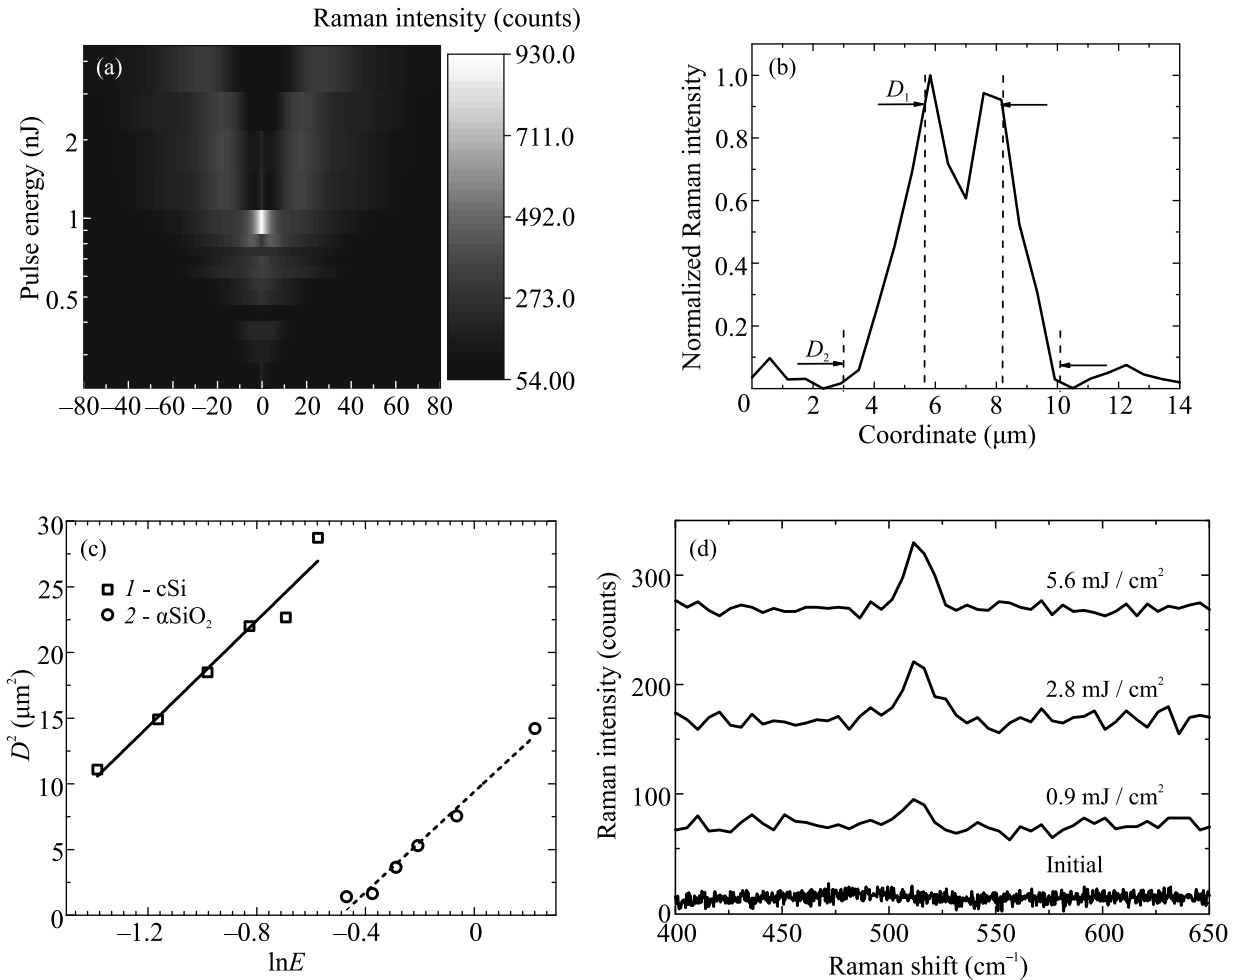 Raman intensity (counts)
(a)
930.0
711.0
492.0
273.0
54.00
Pulse energy (nJ)
2
1
0.5
−80 −60 −40 −20 0 20 40 60 80
(b)
Normalized Raman intensity
1.0
0.8
0.6
0.4
0.2
D₁
D₂
0 2 4 6 8 10 12 14
Coordinate (μm)
(c)
D² (μm²)
30
25
20
15
10
5
0
1 - cSi
2 - αSiO₂
−1.2 −0.8 −0.4 0
lnE
(d)
Raman intensity (counts)
300
200
100
0
5.6 mJ / cm²
2.8 mJ / cm²
0.9 mJ / cm²
Initial
400 450 500 550 600 650
Raman shift (cm⁻¹)